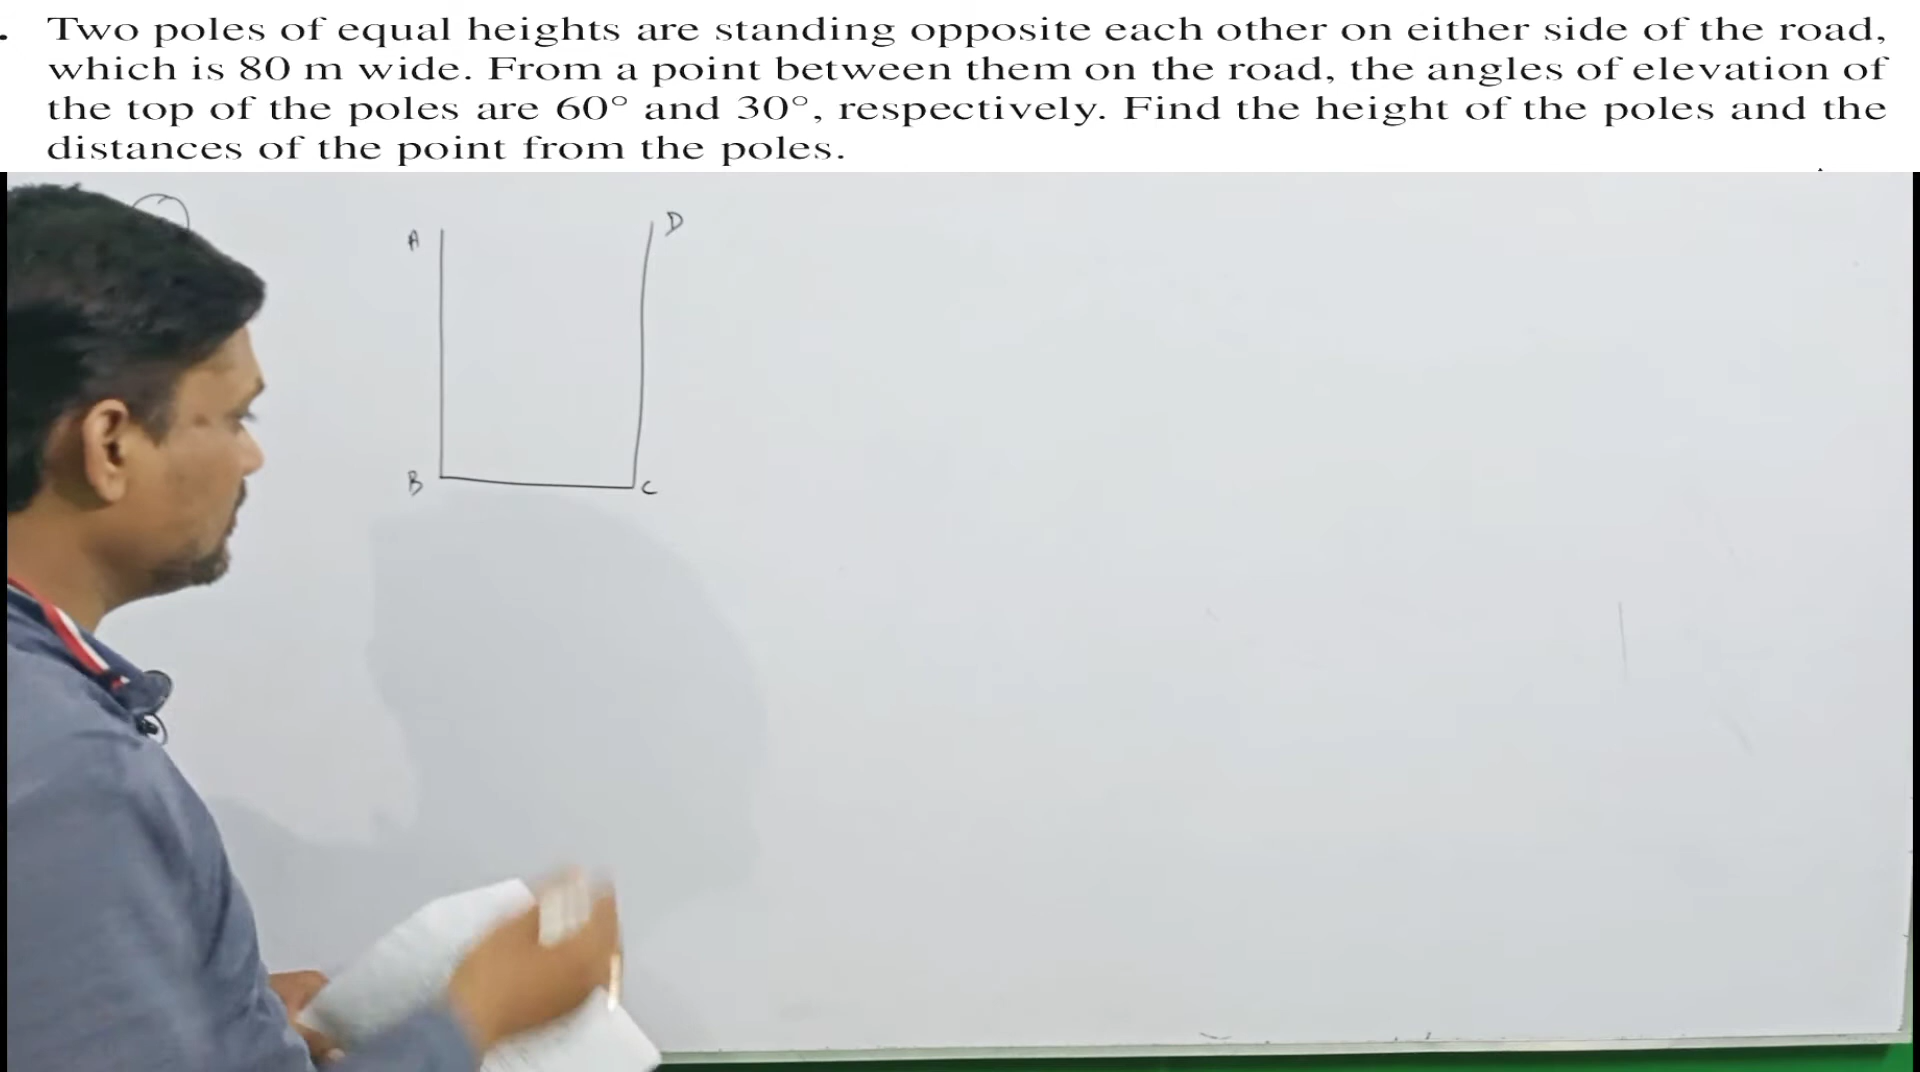 . Two poles of equal heights are standing opposite each other on either side of the road,
which is 80 m wide. From a point between them on the road, the angles of elevation of
the top of the poles are 60° and 30°, respectively. Find the height of the poles and the
distances of the point from the poles.
A D
B C